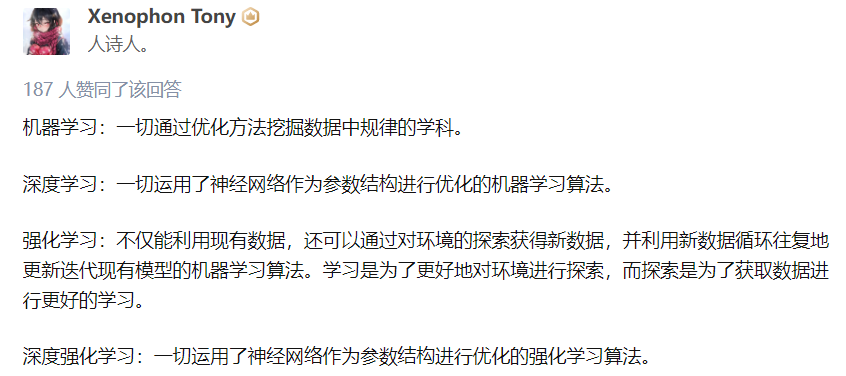 Xenophon Tony
人诗人。
187 人赞同了该回答
机器学习：一切通过优化方法挖掘数据中规律的学科。
深度学习：一切运用了神经网络作为参数结构进行优化的机器学习算法。
强化学习：不仅能利用现有数据，还可以通过对环境的探索获得新数据，并利用新数据循环往复地
更新迭代现有模型的机器学习算法。学习是为了更好地对环境进行探索，而探索是为了获取数据进
行更好的学习。
深度强化学习：一切运用了神经网络作为参数结构进行优化的强化学习算法。